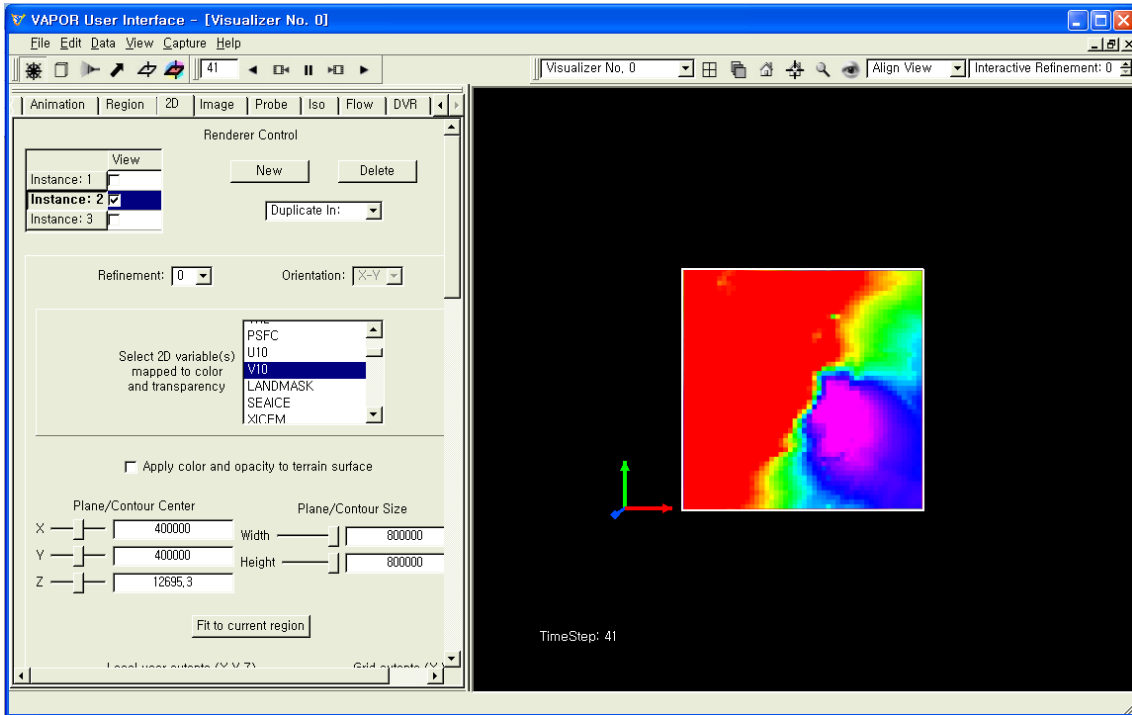 VAPOR User Interface - [Visualizer No. 0]
File Edit Data View Capture Help
41 Visualizer No. 0 Align View Interactive Refinement: 0
Animation Region 2D Image Probe Iso Flow DVR
Renderer Control
View
Instance: 1
Instance: 2
Instance: 3
New Delete
Duplicate In:
Refinement: 0 Orientation: X-Y
Select 2D variable(s)
mapped to color
and transparency
PSFC
U10
V10
LANDMASK
SEAICE
XICEM
Apply color and opacity to terrain surface
Plane/Contour Center Plane/Contour Size
X 400000 Width 800000
Y 400000 Height 800000
Z 12695,3
Fit to current region
TimeStep: 41